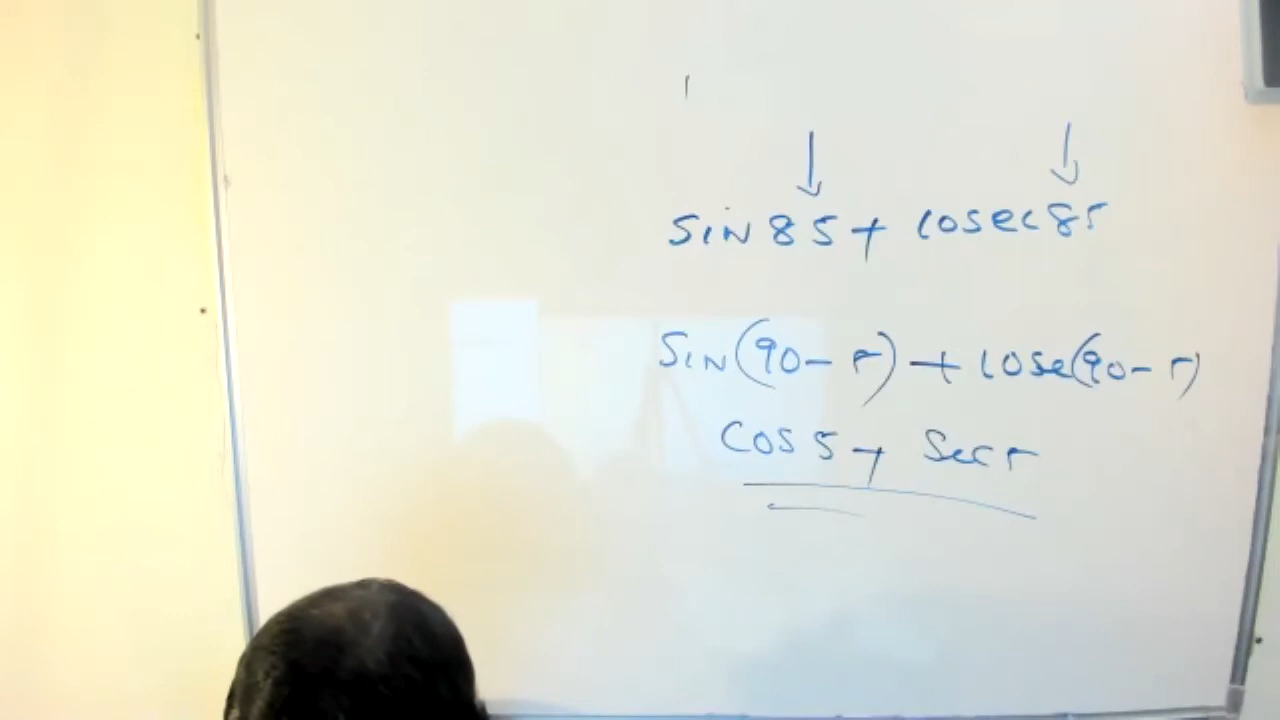 sin 85 + cosec 85
sin (90 - 5) + cose (90 - 5)
cos 5 + sec 5